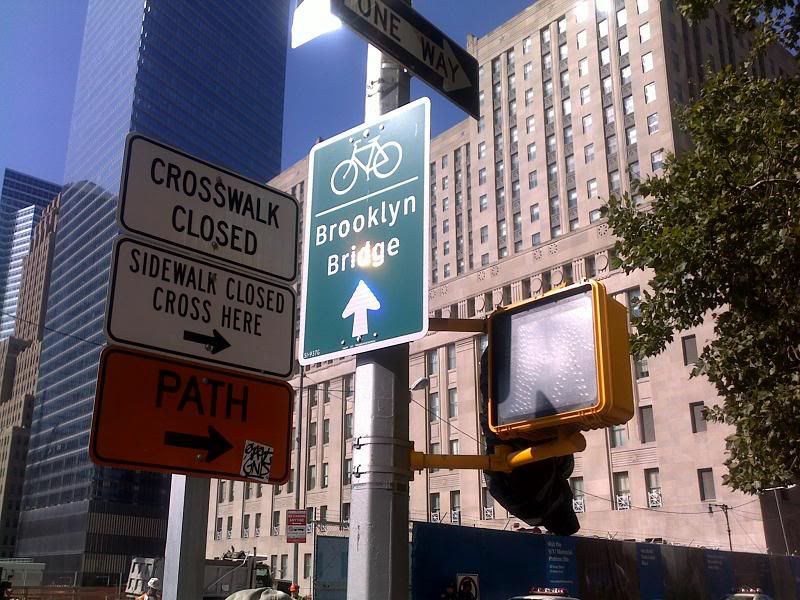 ONE WAY
CROSSWALK
CLOSED
SIDEWALK CLOSED
CROSS HERE
PATH
Brooklyn
Bridge